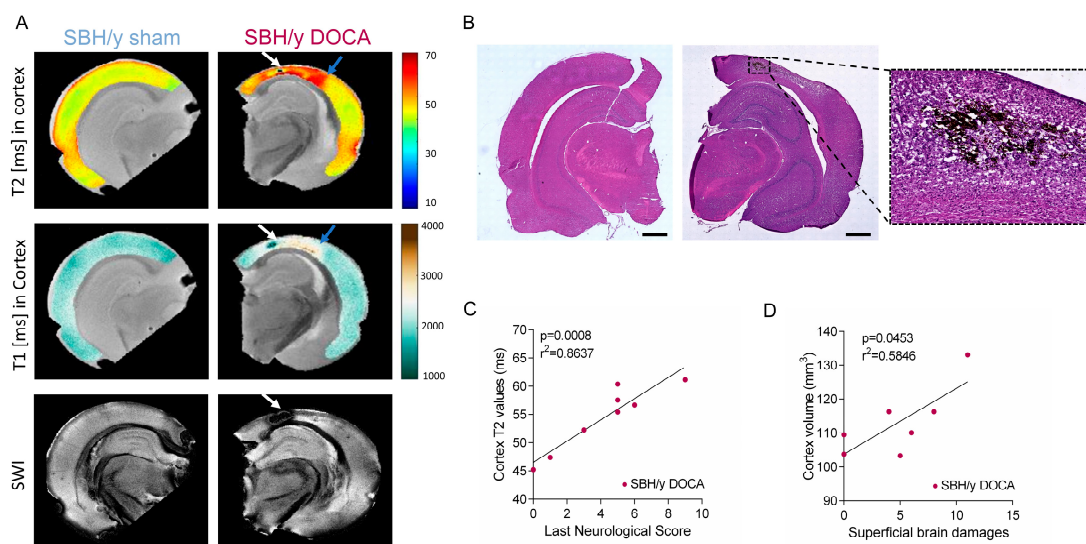 A
SBH/y sham
SBH/y DOCA
T2 [ms] in cortex
70
50
30
10
T1 [ms] in Cortex
4000
3000
2000
1000
SWI
B
C
p=0.0008
r²=0.8637
Cortex T2 values (ms)
70
65
60
55
50
45
40
0 2 4 6 8 10
SBH/y DOCA
Last Neurological Score
D
p=0.0453
r²=0.5846
Cortex volume (mm³)
140
130
120
110
100
90
0 5 10 15
SBH/y DOCA
Superficial brain damages